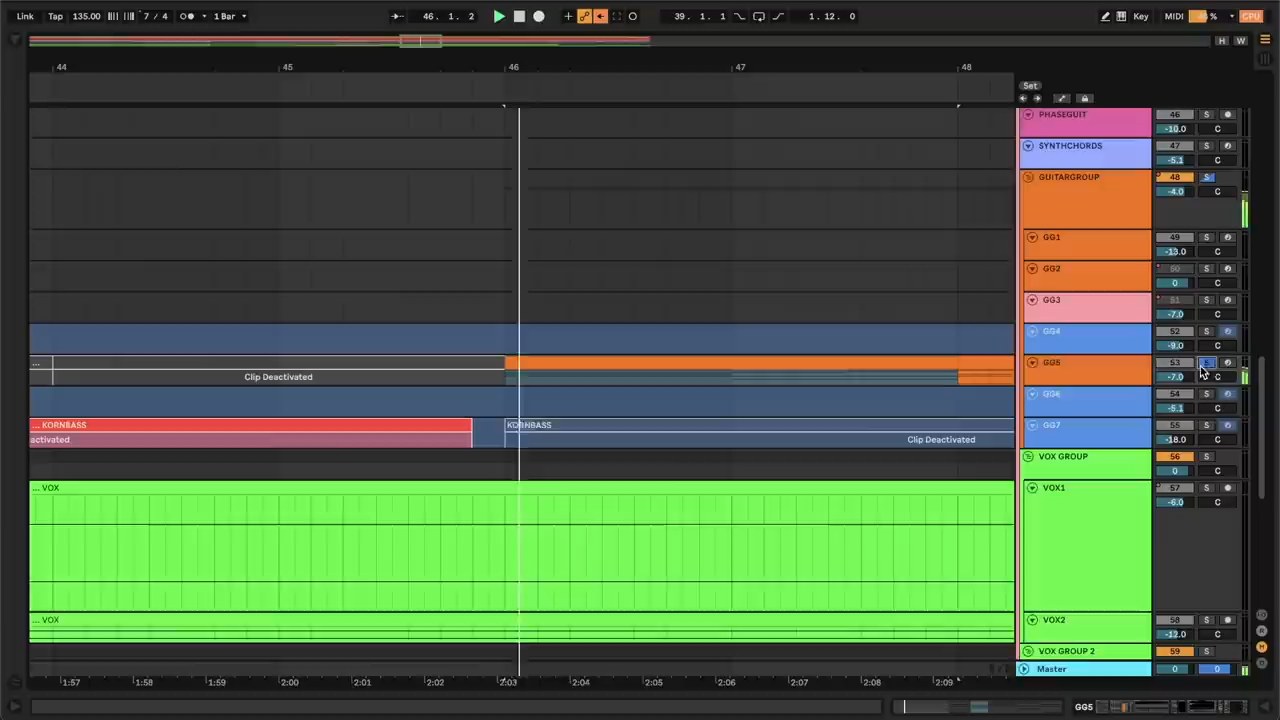 Link Tap 135.00 7 / 4 1 Bar 46. 1. 2 39. 1. 1 1. 12. 0 Key MIDI % CPU
H W
44 45 46 47 48
Set
PHASEGUIT 46 S
-10.0 C
SYNTHCHORDS 47 S
-5.1 C
GUITARGROUP 48 S
-4.0 C
GG1 49 S
-13.0 C
GG2 50 S
0 C
GG3 51 S
-7.0 C
GG4 52 S
-9.0 C
... GG5 53 S
Clip Deactivated -7.0 C
GG6 54 S
-5.1 C
... KORNBASS KORNBASS GG7 55 S
activated Clip Deactivated -18.0 C
VOX GROUP 56 S
0 C
... VOX VOX1 57 S
-6.0 C
... VOX VOX2 58 S
-12.0 C
VOX GROUP 2 59 S
Master 0 0
1:57 1:58 1:59 2:00 2:01 2:02 2:03 2:04 2:05 2:06 2:07 2:08 2:09
GG5